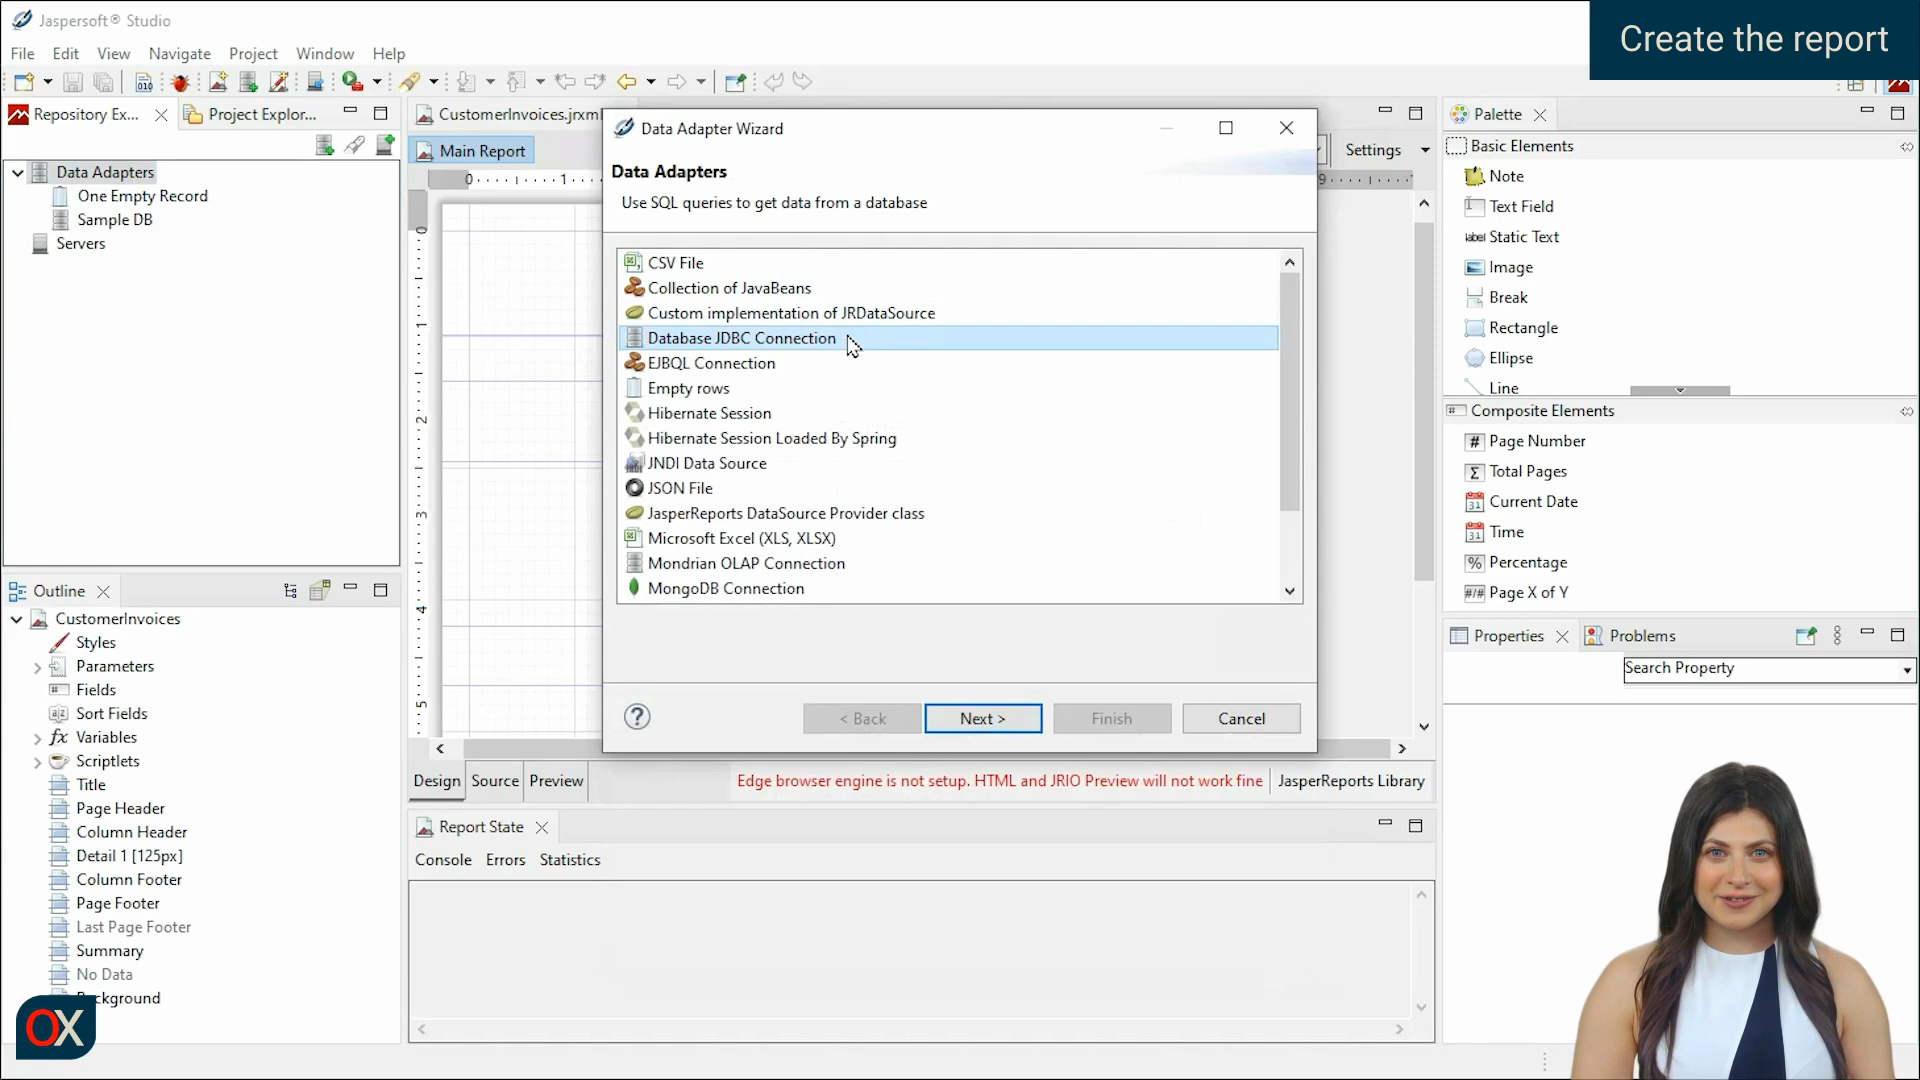 Jaspersoft® Studio
Create the report
File Edit View Navigate Project Window Help
Repository Ex...
Project Explor...
Data Adapters
One Empty Record
Sample DB
Servers
CustomerInvoices.jrxml
Main Report
Settings
Data Adapter Wizard
Data Adapters
Use SQL queries to get data from a database
CSV File
Collection of JavaBeans
Custom implementation of JRDataSource
Database JDBC Connection
EJBQL Connection
Empty rows
Hibernate Session
Hibernate Session Loaded By Spring
JNDI Data Source
JSON File
JasperReports DataSource Provider class
Microsoft Excel (XLS, XLSX)
Mondrian OLAP Connection
MongoDB Connection
< Back
Next >
Finish
Cancel
Palette
Basic Elements
Note
Text Field
label Static Text
Image
Break
Rectangle
Ellipse
Line
Composite Elements
# Page Number
Σ Total Pages
31 Current Date
31 Time
% Percentage
#/# Page X of Y
Outline
CustomerInvoices
Styles
Parameters
Fields
Sort Fields
fx Variables
Scriptlets
Title
Page Header
Column Header
Detail 1 [125px]
Column Footer
Page Footer
Last Page Footer
Summary
No Data
Background
Design Source Preview
Edge browser engine is not setup. HTML and JRIO Preview will not work fine
JasperReports Library
Report State
Console Errors Statistics
Properties
Problems
Search Property
OX